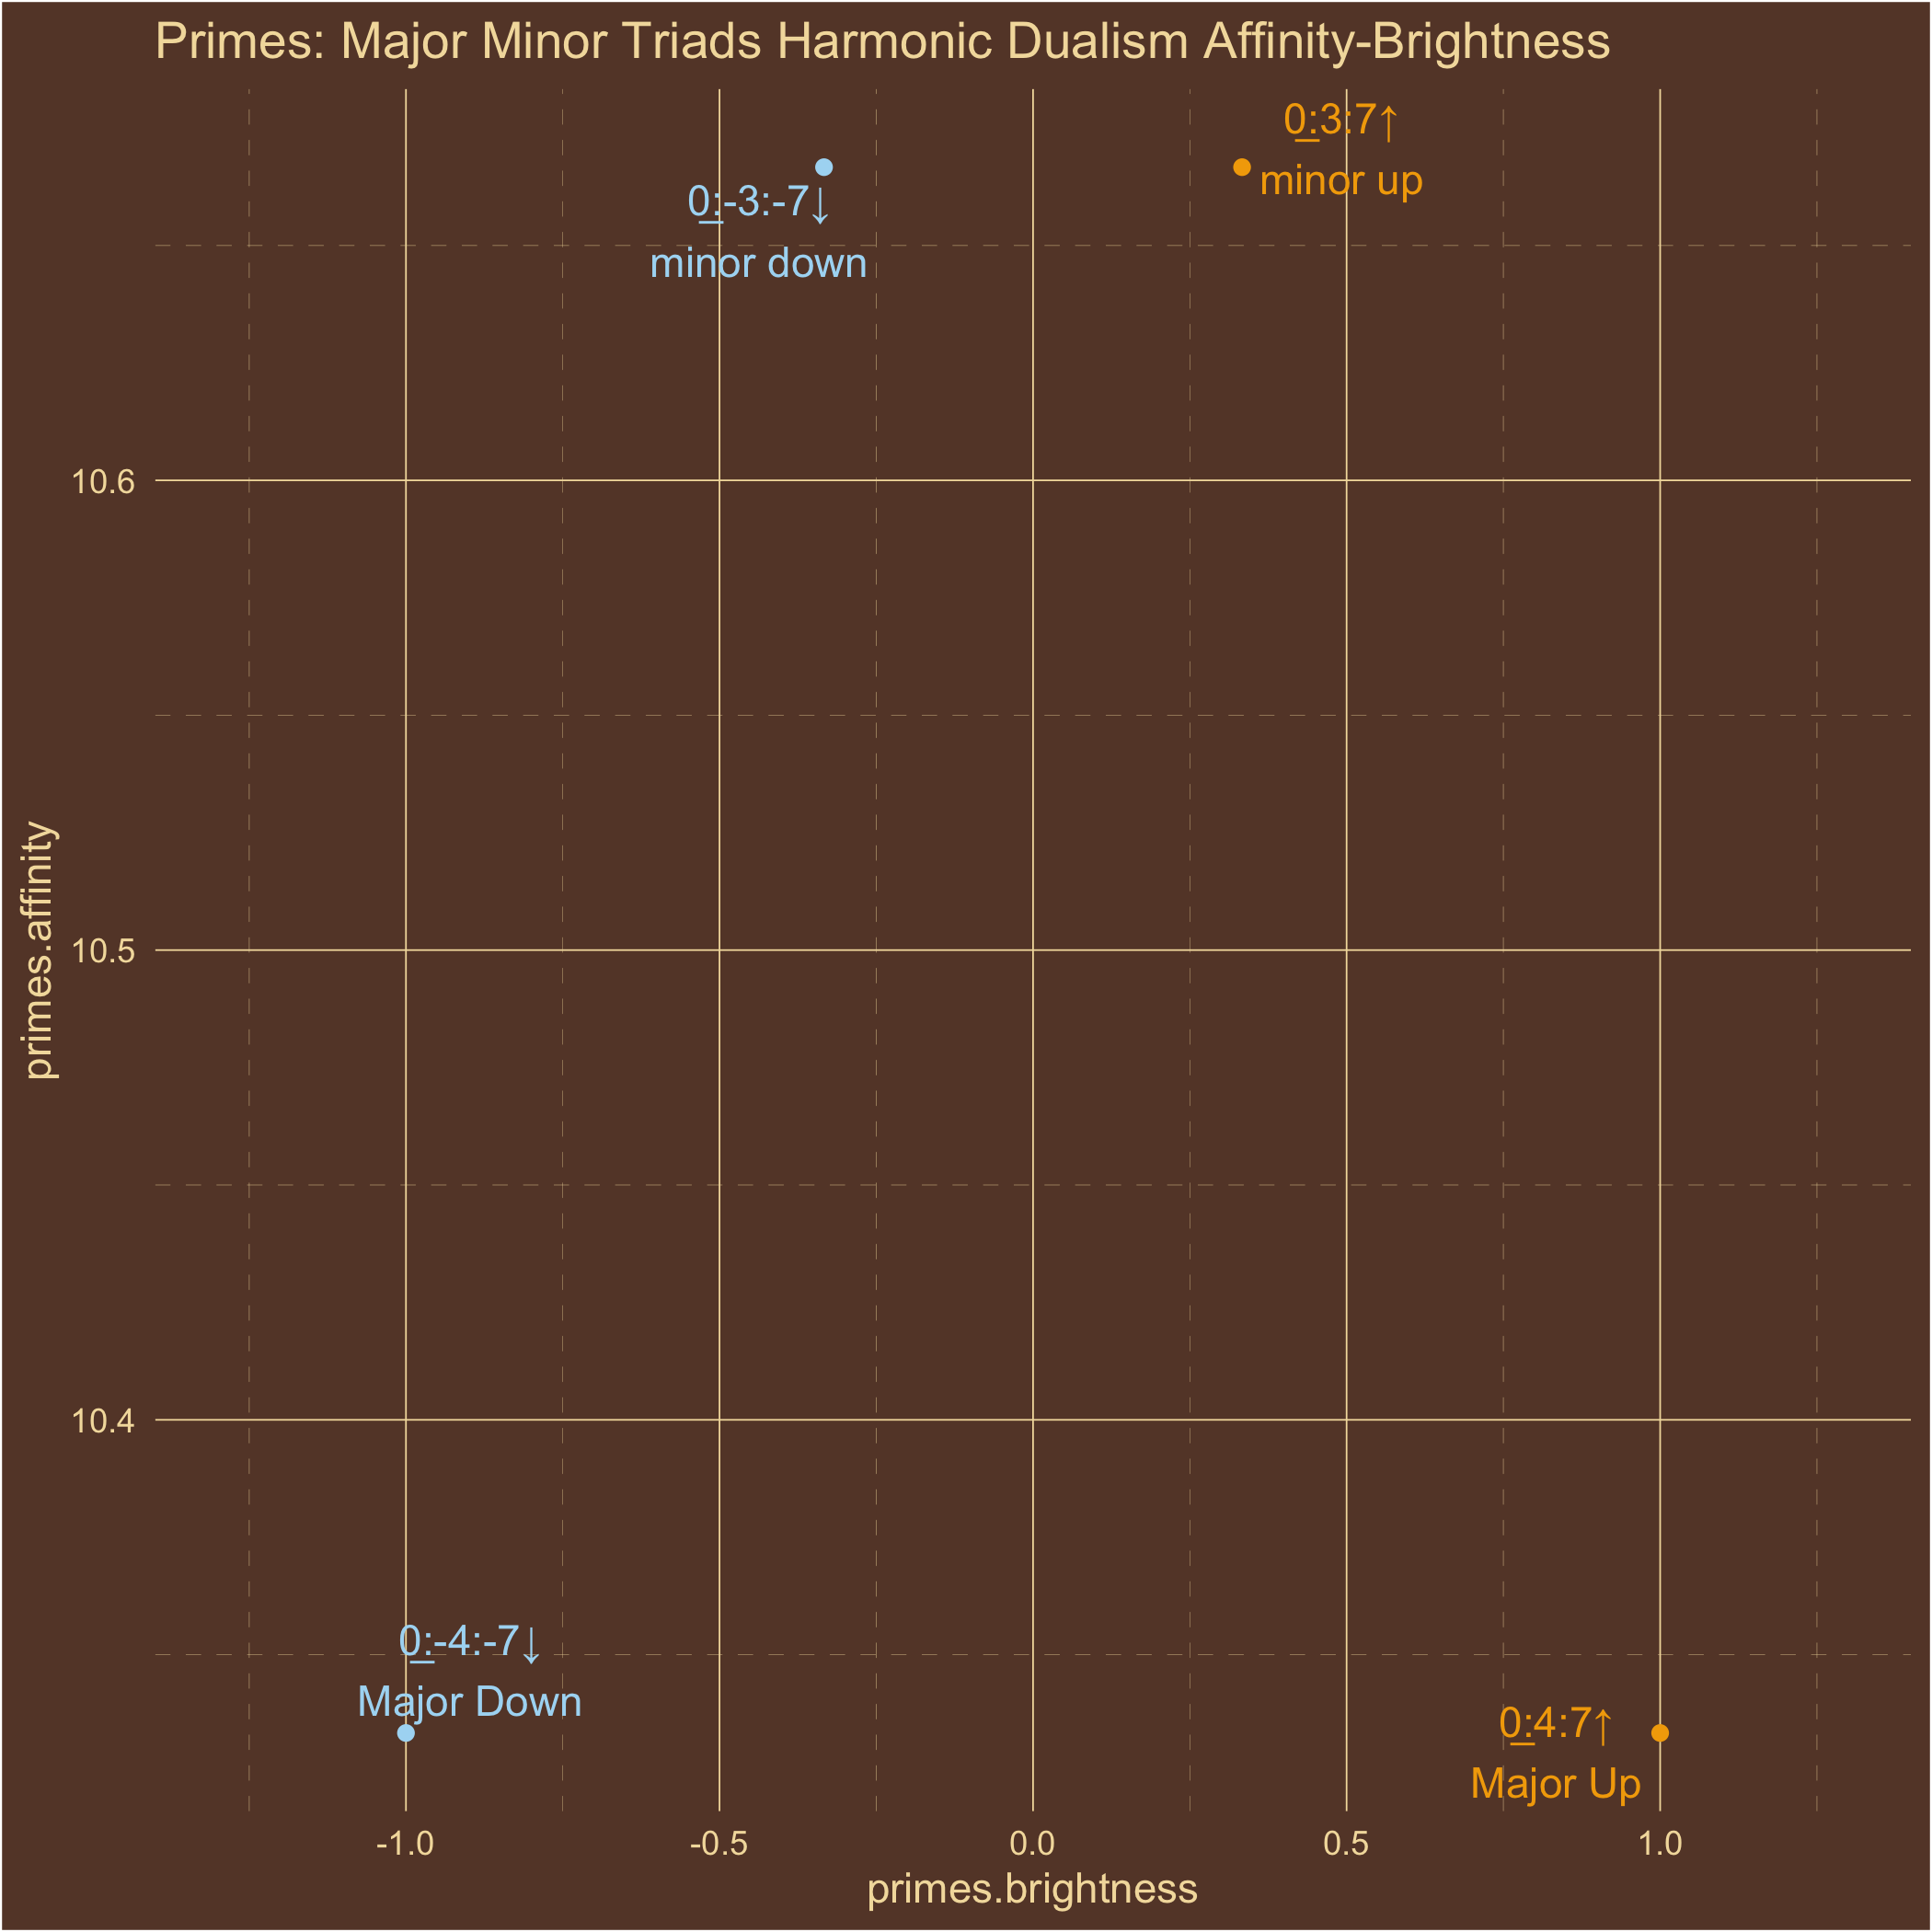 Primes: Major Minor Triads Harmonic Dualism Affinity-Brightness
0:3:7↑
minor up
0:-3:-7↓
minor down
10.6
primes.affinity
10.5
10.4
0:-4:-7↓
Major Down
0:4:7↑
Major Up
-1.0 -0.5 0.0 0.5 1.0
primes.brightness